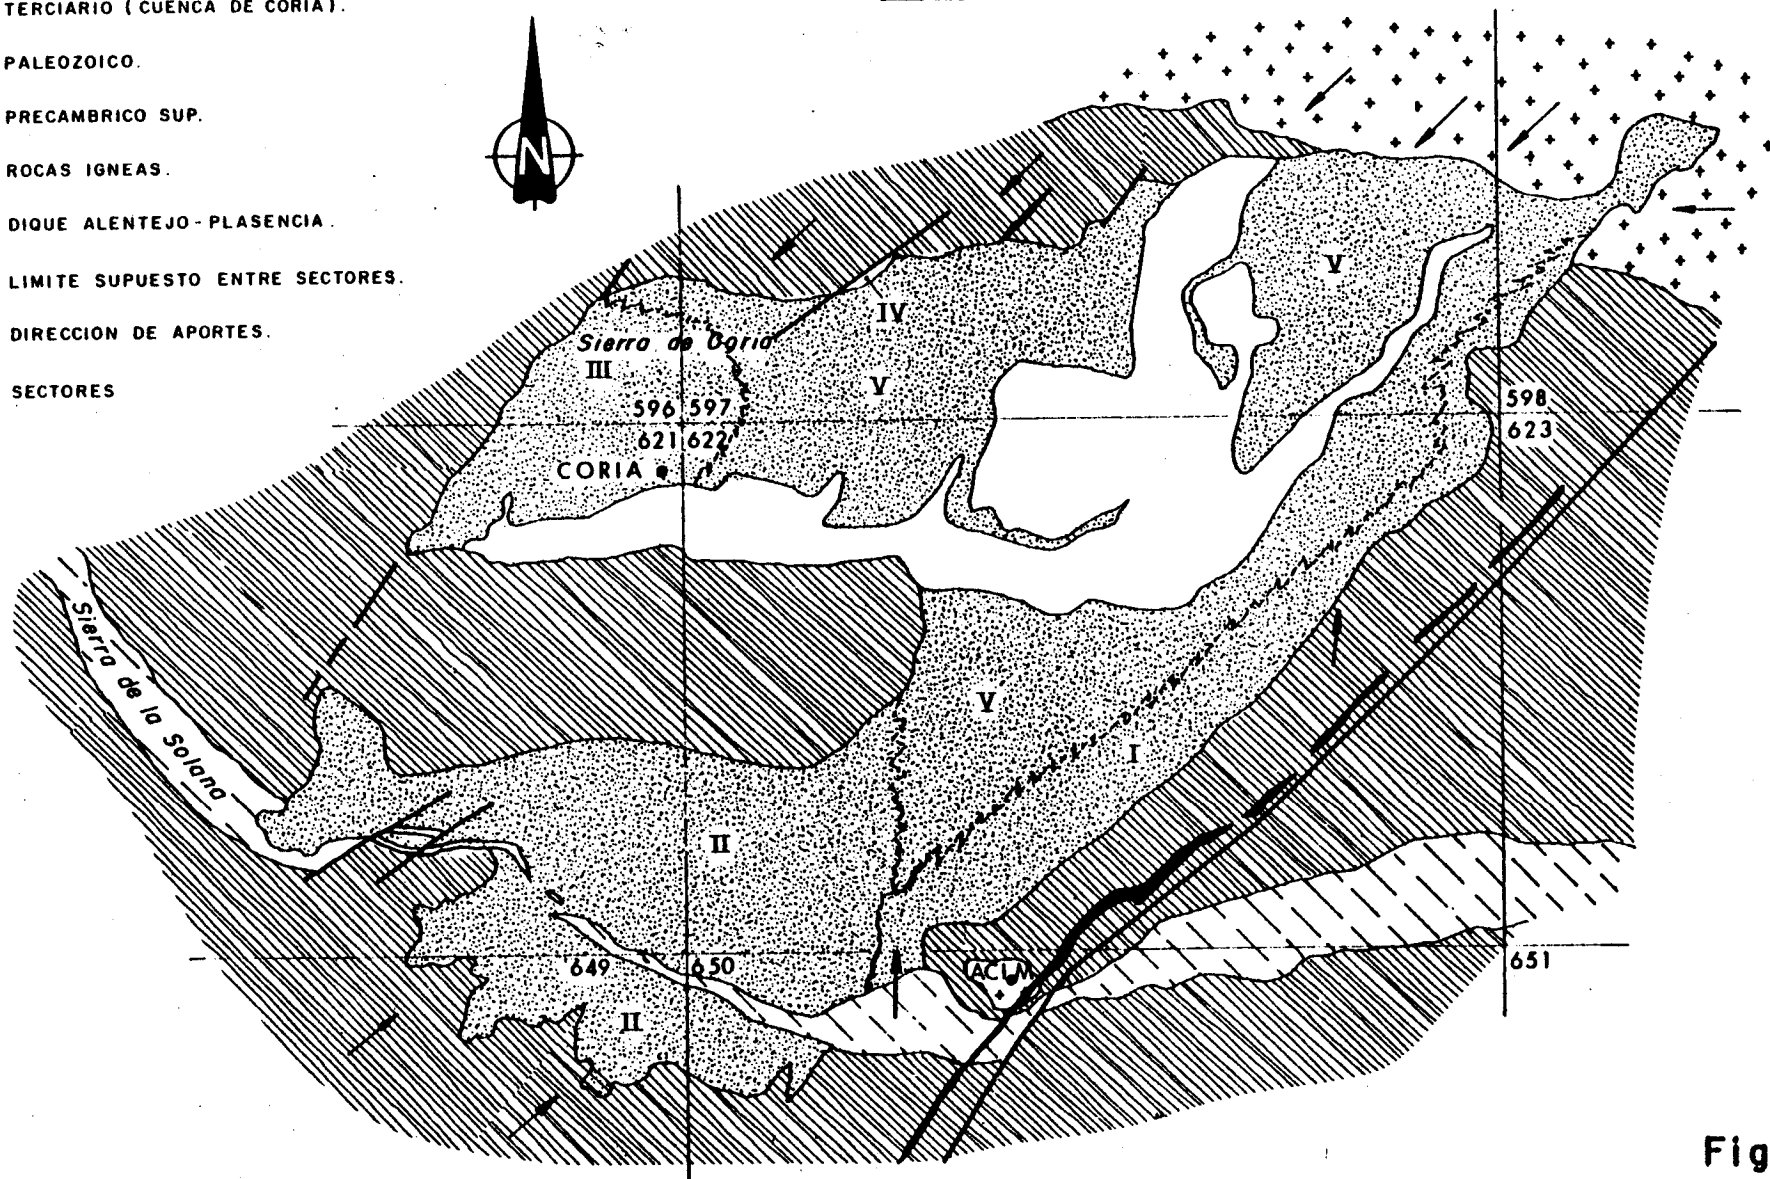 TERCIARIO (CUENCA DE CORIA).
PALEOZOICO.
PRECAMBRICO SUP.
ROCAS IGNEAS.
DIQUE ALENTEJO-PLASENCIA.
LIMITE SUPUESTO ENTRE SECTORES.
DIRECCION DE APORTES.
SECTORES
N
V
IV
Sierra de Coria
III
V
596 597
598
621 622
623
CORIA
Sierra de la Solana
V
I
II
649 650
651
II
Fig